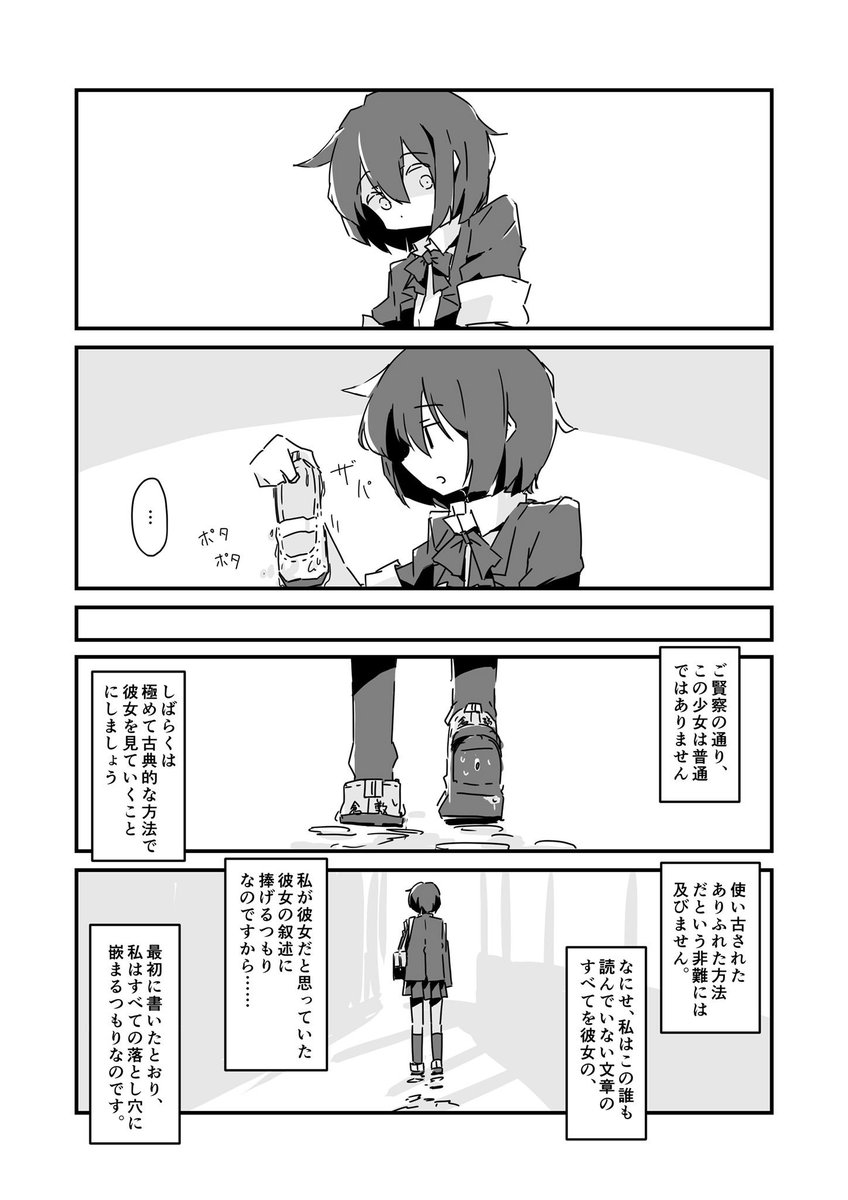 ザパ
…
ポタ
ポタ
ご賢察の通り、
この少女は普通
ではありません
しばらくは
極めて古典的な方法で
彼女を見ていくこと
にしましょう
使い古された
ありふれた方法
だという非難には
及びません。
なにせ、私はこの誰も
読んでいない文章の
すべてを彼女の、
私が彼女だと思っていた
彼女の叙述に
捧げるつもり
なのですから……
最初に書いたとおり、
私はすべての落とし穴に
嵌まるつもりなのです。